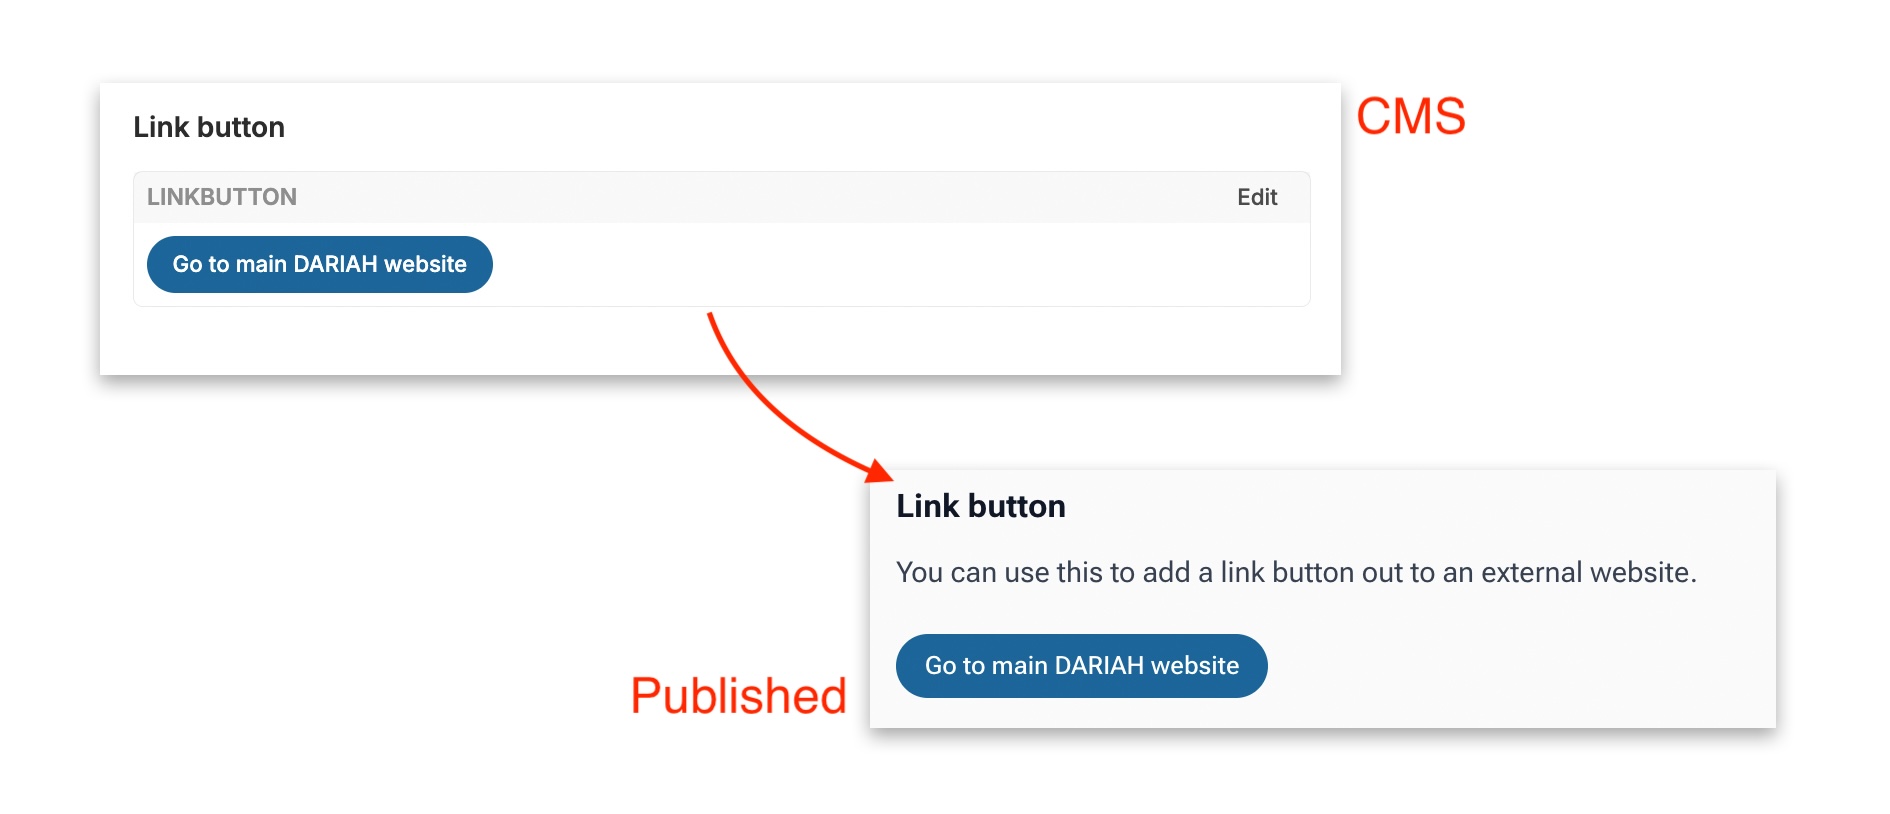 Link button
CMS
LINKBUTTON
Edit
Go to main DARIAH website
Link button
You can use this to add a link button out to an external website.
Go to main DARIAH website
Published